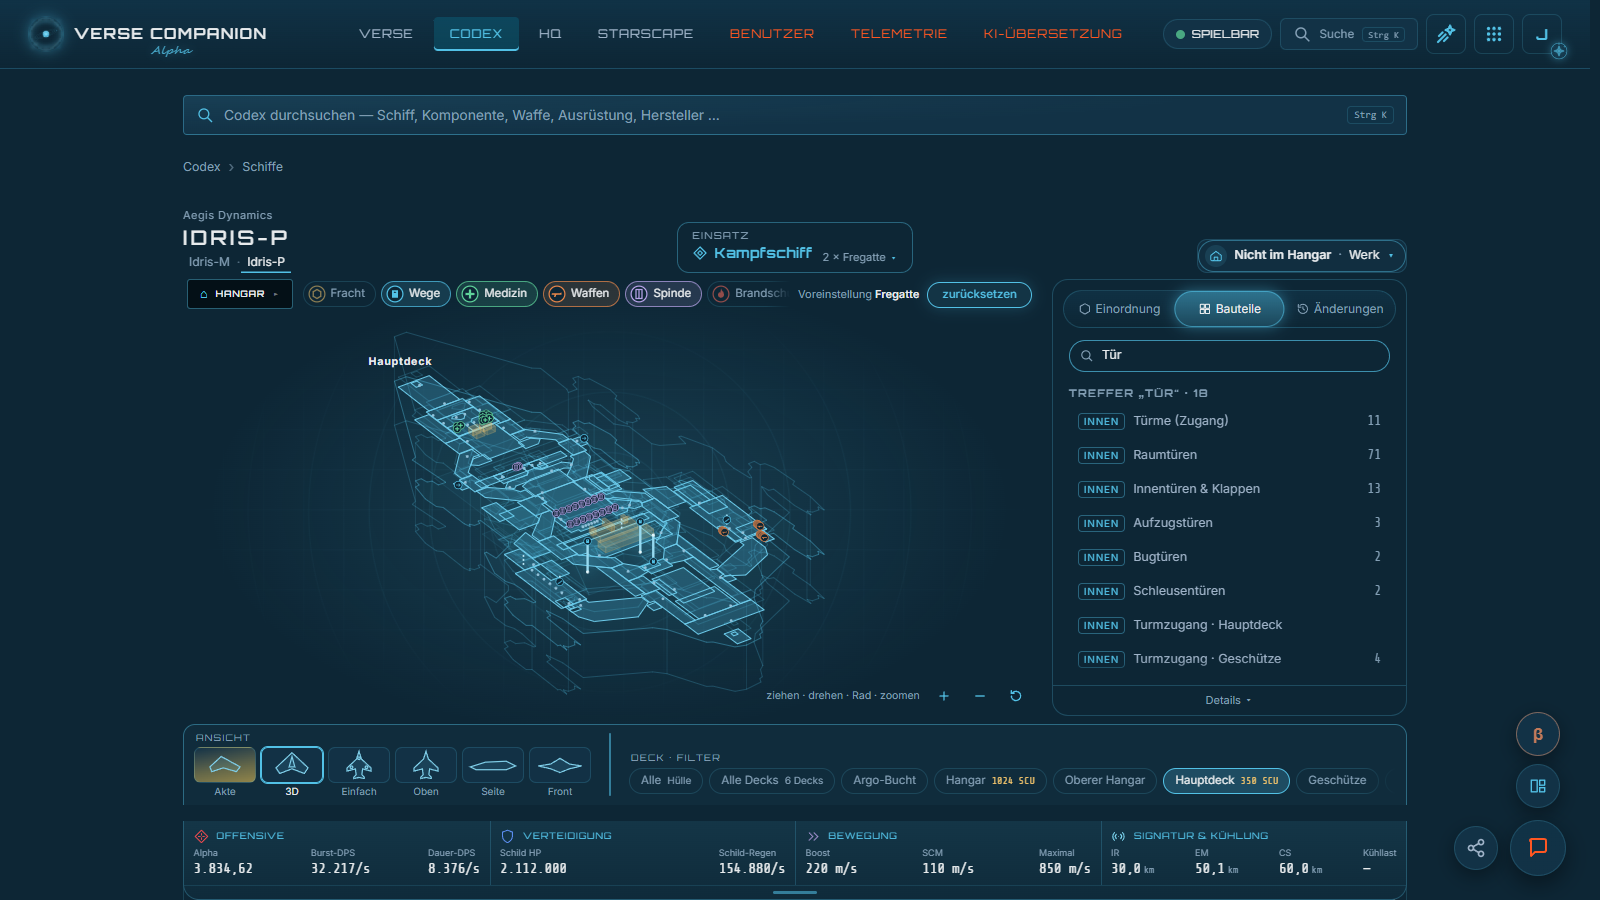 VERSE COMPANION
Alpha
VERSE
CODEX
HQ
STARSCAPE
BENUTZER
TELEMETRIE
KI-ÜBERSETZUNG
SPIELBAR
Suche
Strg K
Codex durchsuchen — Schiff, Komponente, Waffe, Ausrüstung, Hersteller ...
Strg K
Codex › Schiffe
Aegis Dynamics
IDRIS-P
Idris-M · Idris-P
EINSATZ
Kampfschiff
2 × Fregatte
Nicht im Hangar · Werk
HANGAR
Fracht
Wege
Medizin
Waffen
Spinde
Brandsch
Voreinstellung Fregatte
zurücksetzen
Einordnung
Bauteile
Änderungen
Tür
TREFFER „TÜR“ · 18
INNEN Türme (Zugang) 11
INNEN Raumtüren 71
INNEN Innentüren & Klappen 13
INNEN Aufzugstüren 3
INNEN Bugtüren 2
INNEN Schleusentüren 2
INNEN Turmzugang · Hauptdeck
INNEN Turmzugang · Geschütze 4
Details
Hauptdeck
ziehen · drehen · Rad · zoomen
ANSICHT
Akte
3D
Einfach
Oben
Seite
Front
DECK · FILTER
Alle Hülle
Alle Decks 6 Decks
Argo-Bucht
Hangar 1024 SCU
Oberer Hangar
Hauptdeck 350 SCU
Geschütze
OFFENSIVE
Alpha Burst-DPS Dauer-DPS
3.834,62 32.217/s 8.376/s
VERTEIDIGUNG
Schild HP Schild-Regen
2.112.000 154.880/s
BEWEGUNG
Boost SCM Maximal
220 m/s 110 m/s 850 m/s
SIGNATUR & KÜHLUNG
IR EM CS Kühllast
30,0 km 50,1 km 60,0 km —
β